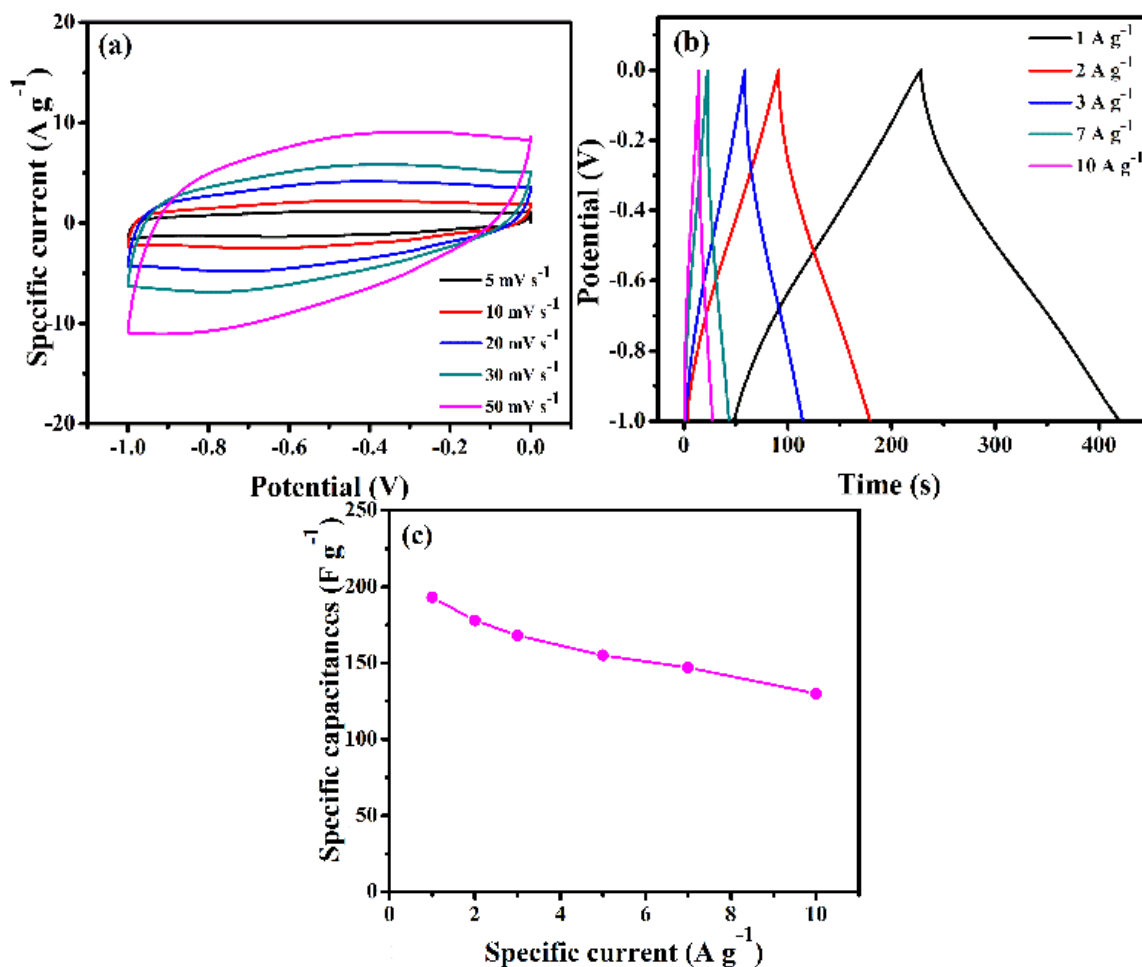 (a)
20
10
0
-10
-20
Specific current (A g⁻¹)
5 mV s⁻¹
10 mV s⁻¹
20 mV s⁻¹
30 mV s⁻¹
50 mV s⁻¹
-1.0 -0.8 -0.6 -0.4 -0.2 0.0
Potential (V)
(b)
1 A g⁻¹
2 A g⁻¹
3 A g⁻¹
7 A g⁻¹
10 A g⁻¹
0.0
-0.2
-0.4
-0.6
-0.8
-1.0
Potential (V)
0 100 200 300 400
Time (s)
(c)
250
200
150
100
50
0
Specific capacitances (F g⁻¹)
0 2 4 6 8 10
Specific current (A g⁻¹)